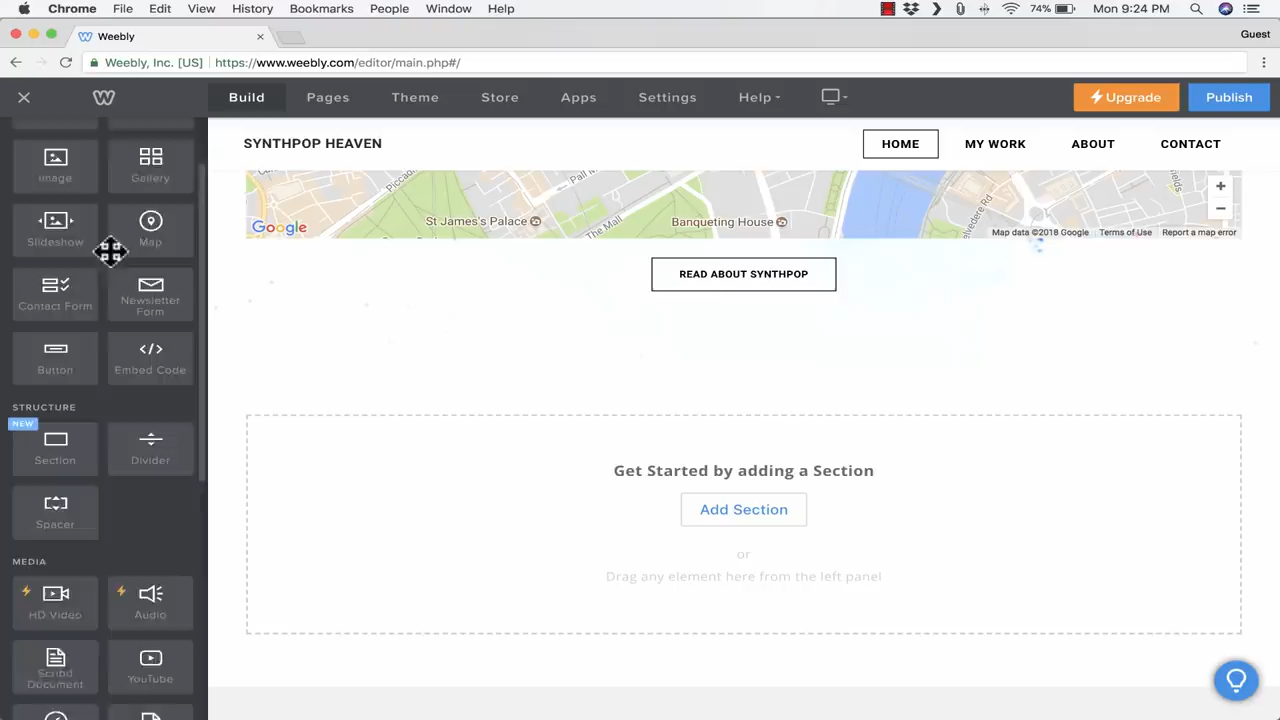 Chrome File Edit View History Bookmarks People Window Help 74% Mon 9:24 PM
Weebly Guest
Weebly, Inc. [US] https://www.weebly.com/editor/main.php#/
Build Pages Theme Store Apps Settings Help Upgrade Publish
SYNTHPOP HEAVEN HOME MY WORK ABOUT CONTACT
Image Gallery
Slideshow Map
Contact Form Newsletter Form
Button Embed Code
STRUCTURE
NEW
Section Divider
Spacer
MEDIA
HD Video Audio
Scribd Document YouTube
Pall M
St James's Palace
The Mall
Banqueting House
Belvedere Rd
Google
Map data ©2018 Google Terms of Use Report a map error
READ ABOUT SYNTHPOP
Get Started by adding a Section
Add Section
or
Drag any element here from the left panel